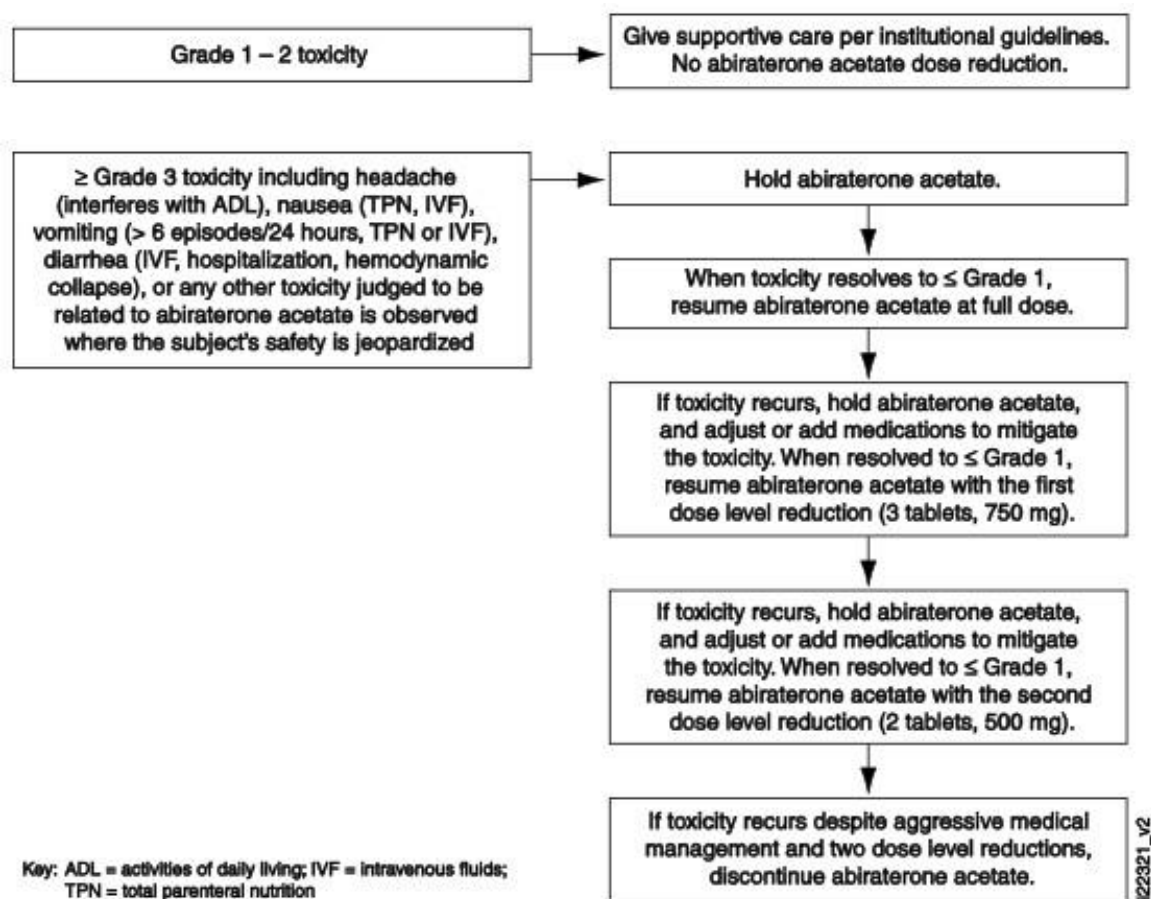 Grade 1 – 2 toxicity
Give supportive care per institutional guidelines.
No abiraterone acetate dose reduction.
≥ Grade 3 toxicity including headache
(interferes with ADL), nausea (TPN, IVF),
vomiting (> 6 episodes/24 hours, TPN or IVF),
diarrhea (IVF, hospitalization, hemodynamic
collapse), or any other toxicity judged to be
related to abiraterone acetate is observed
where the subject's safety is jeopardized
Hold abiraterone acetate.
When toxicity resolves to ≤ Grade 1,
resume abiraterone acetate at full dose.
If toxicity recurs, hold abiraterone acetate,
and adjust or add medications to mitigate
the toxicity. When resolved to ≤ Grade 1,
resume abiraterone acetate with the first
dose level reduction (3 tablets, 750 mg).
If toxicity recurs, hold abiraterone acetate,
and adjust or add medications to mitigate
the toxicity. When resolved to ≤ Grade 1,
resume abiraterone acetate with the second
dose level reduction (2 tablets, 500 mg).
If toxicity recurs despite aggressive medical
management and two dose level reductions,
discontinue abiraterone acetate.
Key: ADL = activities of daily living; IVF = intravenous fluids;
TPN = total parenteral nutrition